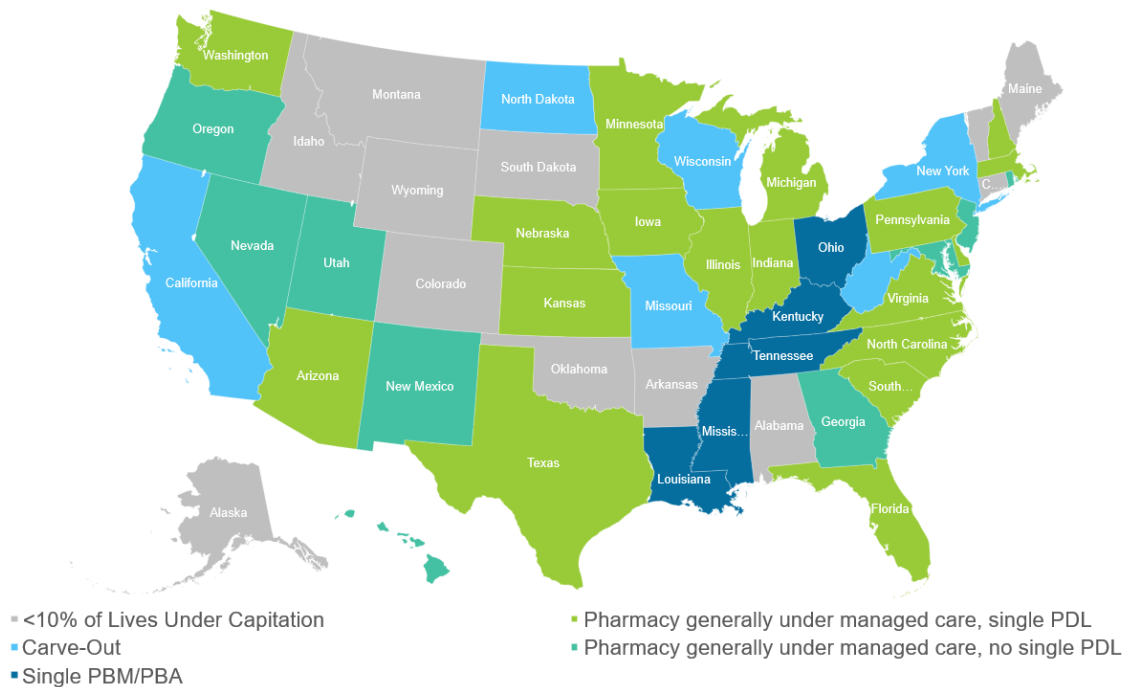 Washington
Montana
North Dakota
Minnesota
Maine
Oregon
Idaho
South Dakota
Wisconsin
New York
Wyoming
Michigan
C...
Iowa
Pennsylvania
Nebraska
Nevada
Ohio
Utah
Illinois
Indiana
California
Colorado
Kansas
Missouri
Virginia
Kentucky
North Carolina
Tennessee
Arizona
New Mexico
Oklahoma
Arkansas
South...
Georgia
Alabama
Missis...
Texas
Louisiana
Florida
Alaska
<10% of Lives Under Capitation
Carve-Out
Single PBM/PBA
Pharmacy generally under managed care, single PDL
Pharmacy generally under managed care, no single PDL